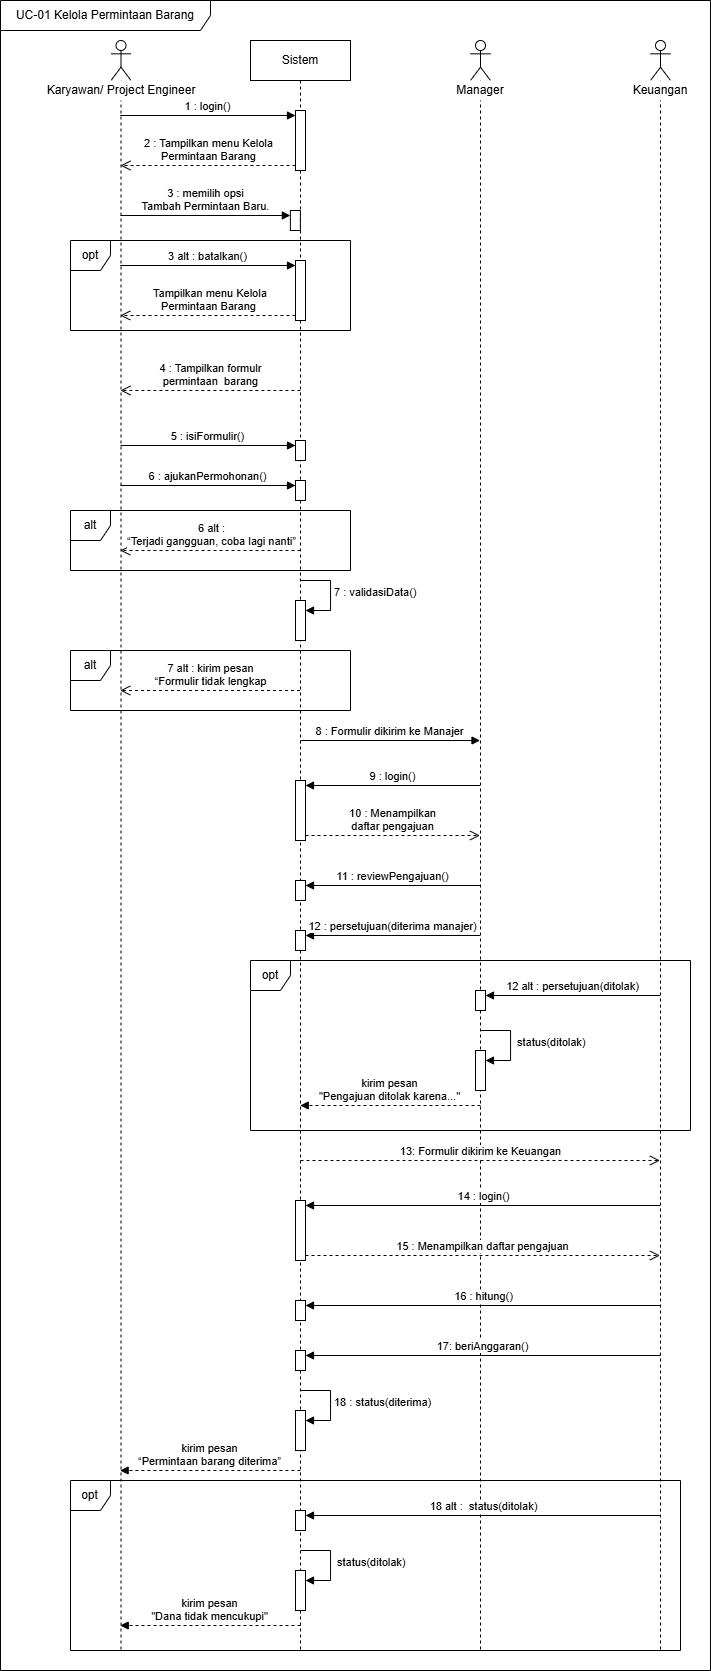 UC-01 Kelola Permintaan Barang
Karyawan/ Project Engineer
Sistem
Manager
Keuangan
1 : login()
2 : Tampilkan menu Kelola
Permintaan Barang
3 : memilih opsi
Tambah Permintaan Baru.
opt
3 alt : batalkan()
Tampilkan menu Kelola
Permintaan Barang
4 : Tampilkan formulr
permintaan  barang
5 : isiFormulir()
6 : ajukanPermohonan()
alt
6 alt :
“Terjadi gangguan, coba lagi nanti”
7 : validasiData()
alt
7 alt : kirim pesan
“Formulir tidak lengkap
8 : Formulir dikirim ke Manajer
9 : login()
10 : Menampilkan
daftar pengajuan
11 : reviewPengajuan()
12 : persetujuan(diterima manajer)
opt
12 alt : persetujuan(ditolak)
status(ditolak)
kirim pesan
"Pengajuan ditolak karena..."
13: Formulir dikirim ke Keuangan
14 : login()
15 : Menampilkan daftar pengajuan
16 : hitung()
17: beriAnggaran()
18 : status(diterima)
kirim pesan
“Permintaan barang diterima”
opt
18 alt :  status(ditolak)
status(ditolak)
kirim pesan
"Dana tidak mencukupi"